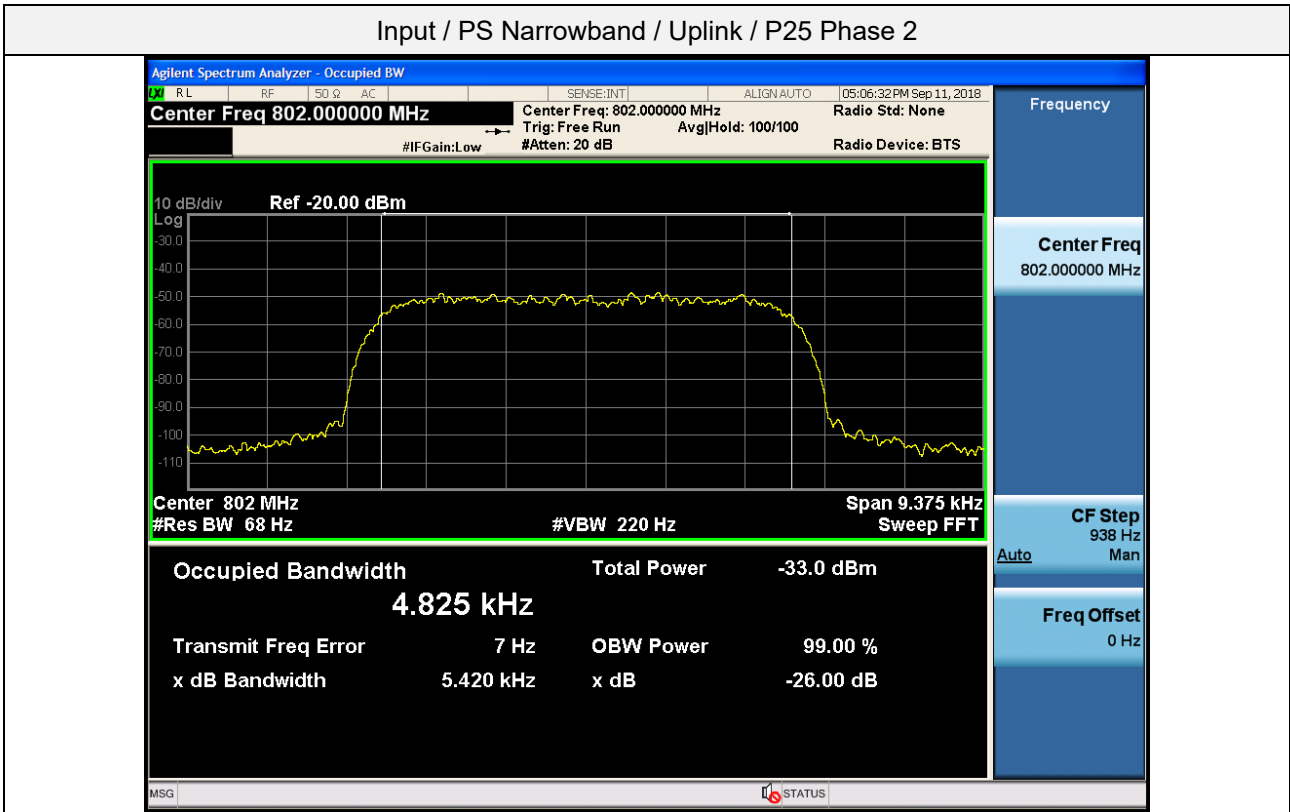 Input / PS Narrowband / Uplink / P25 Phase 2
Agilent Spectrum Analyzer - Occupied BW
LXI RL RF 50 Ω AC SENSE:INT ALIGN AUTO 05:06:32 PM Sep 11, 2018
Center Freq 802.000000 MHz Center Freq: 802.000000 MHz Radio Std: None
Trig: Free Run Avg|Hold: 100/100
#IFGain:Low #Atten: 20 dB Radio Device: BTS
Frequency
10 dB/div Ref -20.00 dBm
Log
-30.0
-40.0
-50.0
-60.0
-70.0
-80.0
-90.0
-100
-110
Center 802 MHz Span 9.375 kHz
#Res BW 68 Hz #VBW 220 Hz Sweep FFT
Occupied Bandwidth Total Power -33.0 dBm
4.825 kHz
Transmit Freq Error 7 Hz OBW Power 99.00 %
x dB Bandwidth 5.420 kHz x dB -26.00 dB
Center Freq
802.000000 MHz
CF Step
938 Hz
Auto Man
Freq Offset
0 Hz
MSG STATUS